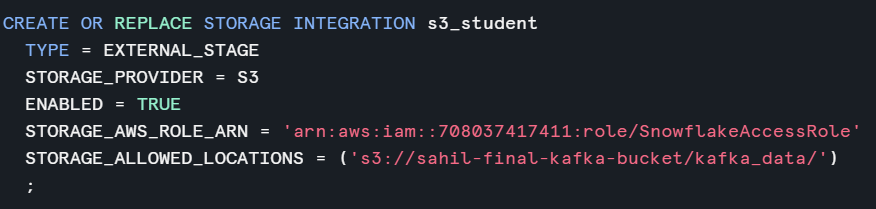 CREATE OR REPLACE STORAGE INTEGRATION s3_student
TYPE = EXTERNAL_STAGE
STORAGE_PROVIDER = S3
ENABLED = TRUE
STORAGE_AWS_ROLE_ARN = 'arn:aws:iam::708037417411:role/SnowflakeAccessRole'
STORAGE_ALLOWED_LOCATIONS = ('s3://sahil-final-kafka-bucket/kafka_data/')
;